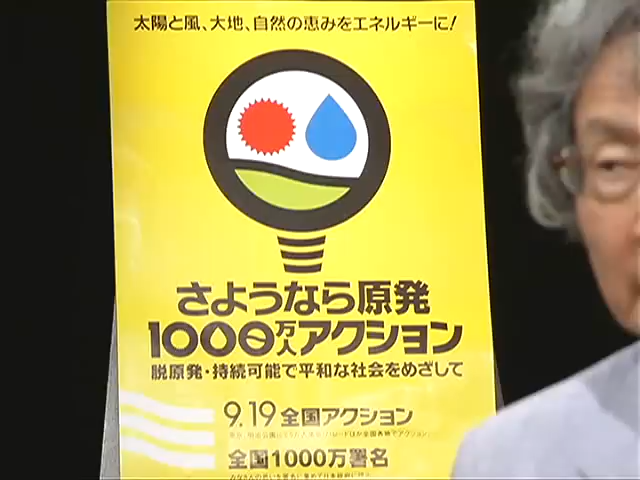 太陽と風、大地、自然の恵みをエネルギーに!
さようなら原発
1000万人アクション
脱原発・持続可能で平和な社会をめざして
9.19 全国アクション
全国1000万署名